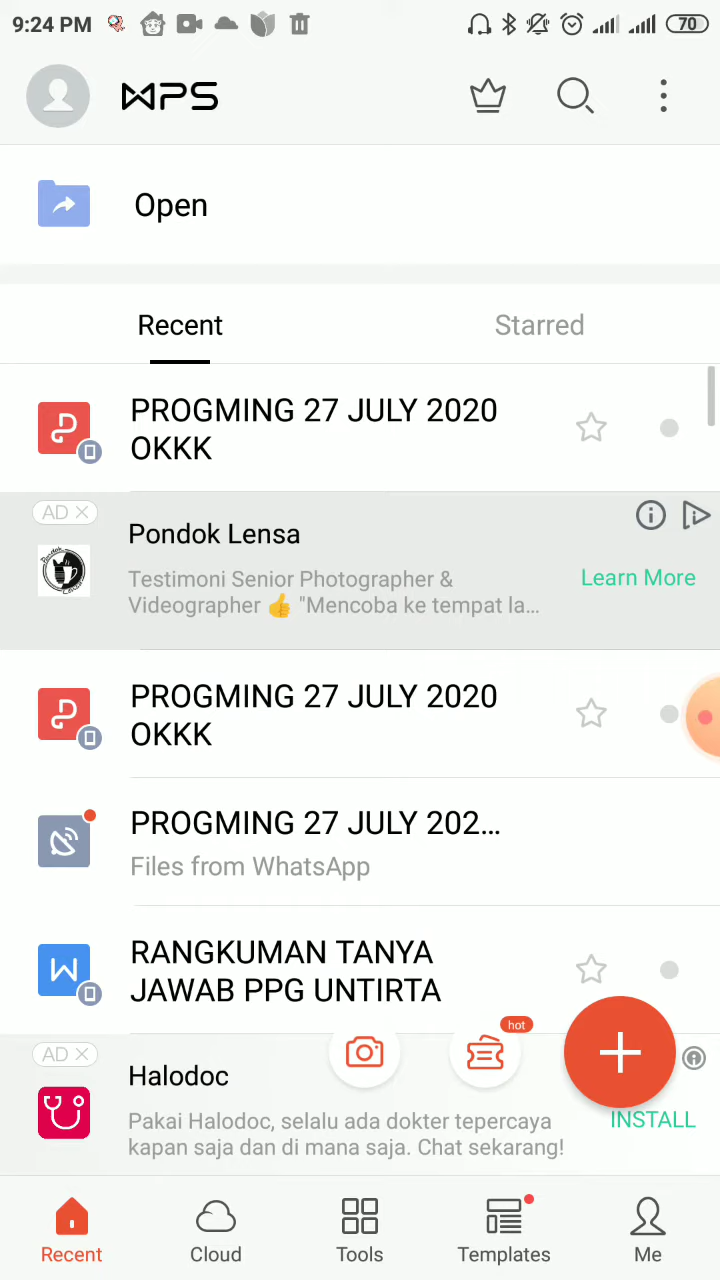 9:24 PM
70
WPS
Open
Recent
Starred
PROGMING 27 JULY 2020
OKKK
AD
Pondok Lensa
Testimoni Senior Photographer &
Videographer 👍 "Mencoba ke tempat la...
Learn More
PROGMING 27 JULY 2020
OKKK
PROGMING 27 JULY 202...
Files from WhatsApp
RANGKUMAN TANYA
JAWAB PPG UNTIRTA
hot
AD
Halodoc
Pakai Halodoc, selalu ada dokter tepercaya
kapan saja dan di mana saja. Chat sekarang!
INSTALL
Recent
Cloud
Tools
Templates
Me